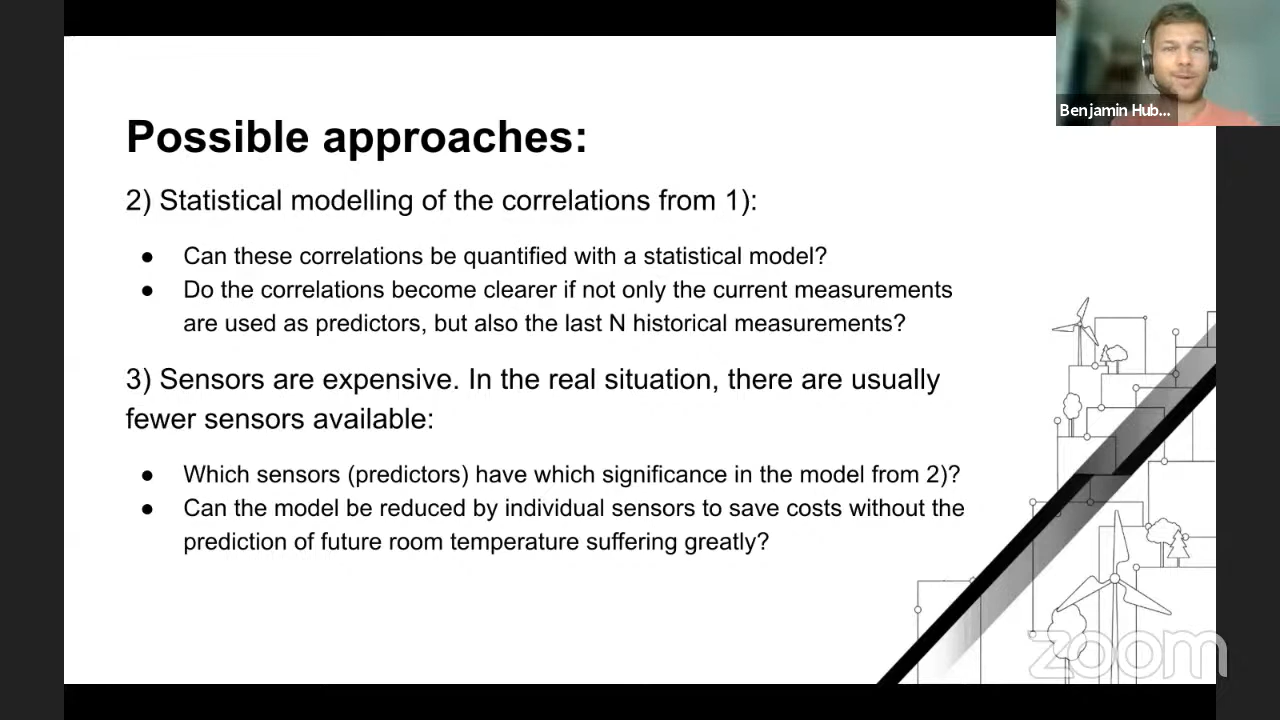 Benjamin Hub...
Possible approaches:
2) Statistical modelling of the correlations from 1):
● Can these correlations be quantified with a statistical model?
● Do the correlations become clearer if not only the current measurements
are used as predictors, but also the last N historical measurements?
3) Sensors are expensive. In the real situation, there are usually
fewer sensors available:
● Which sensors (predictors) have which significance in the model from 2)?
● Can the model be reduced by individual sensors to save costs without the
prediction of future room temperature suffering greatly?
zoom